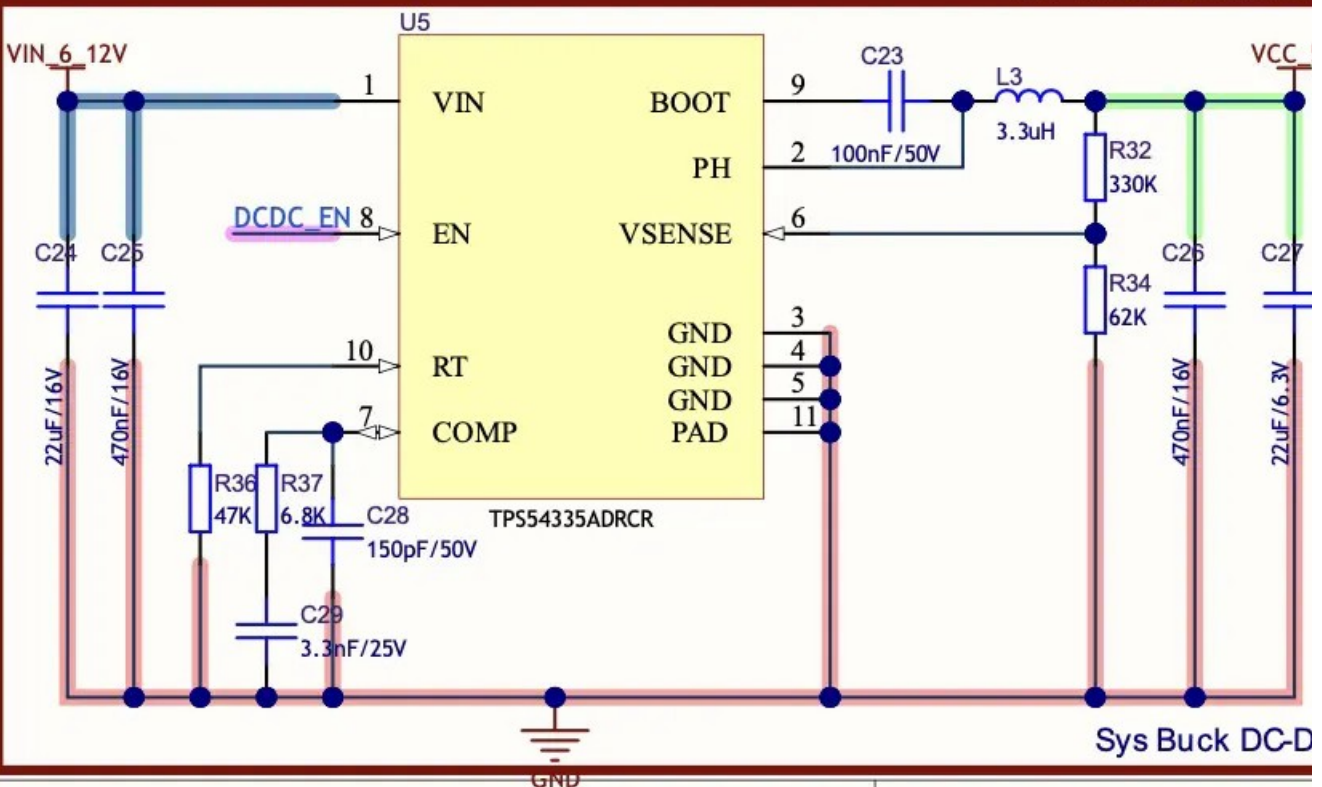 U5
VIN_6_12V
C23
VCC_
L3
1
VIN
BOOT
9
3.3uH
R32
330K
PH
2
100nF/50V
DCDC_EN
8
EN
VSENSE
6
C24
C25
C26
C27
R34
62K
GND
3
10
RT
GND
4
GND
5
7
COMP
PAD
11
22uF/16V
470nF/16V
470nF/16V
22uF/6.3V
R36
47K
R37
6.8K
C28
150pF/50V
TPS54335ADRCR
C29
3.3nF/25V
Sys Buck DC-D
GND